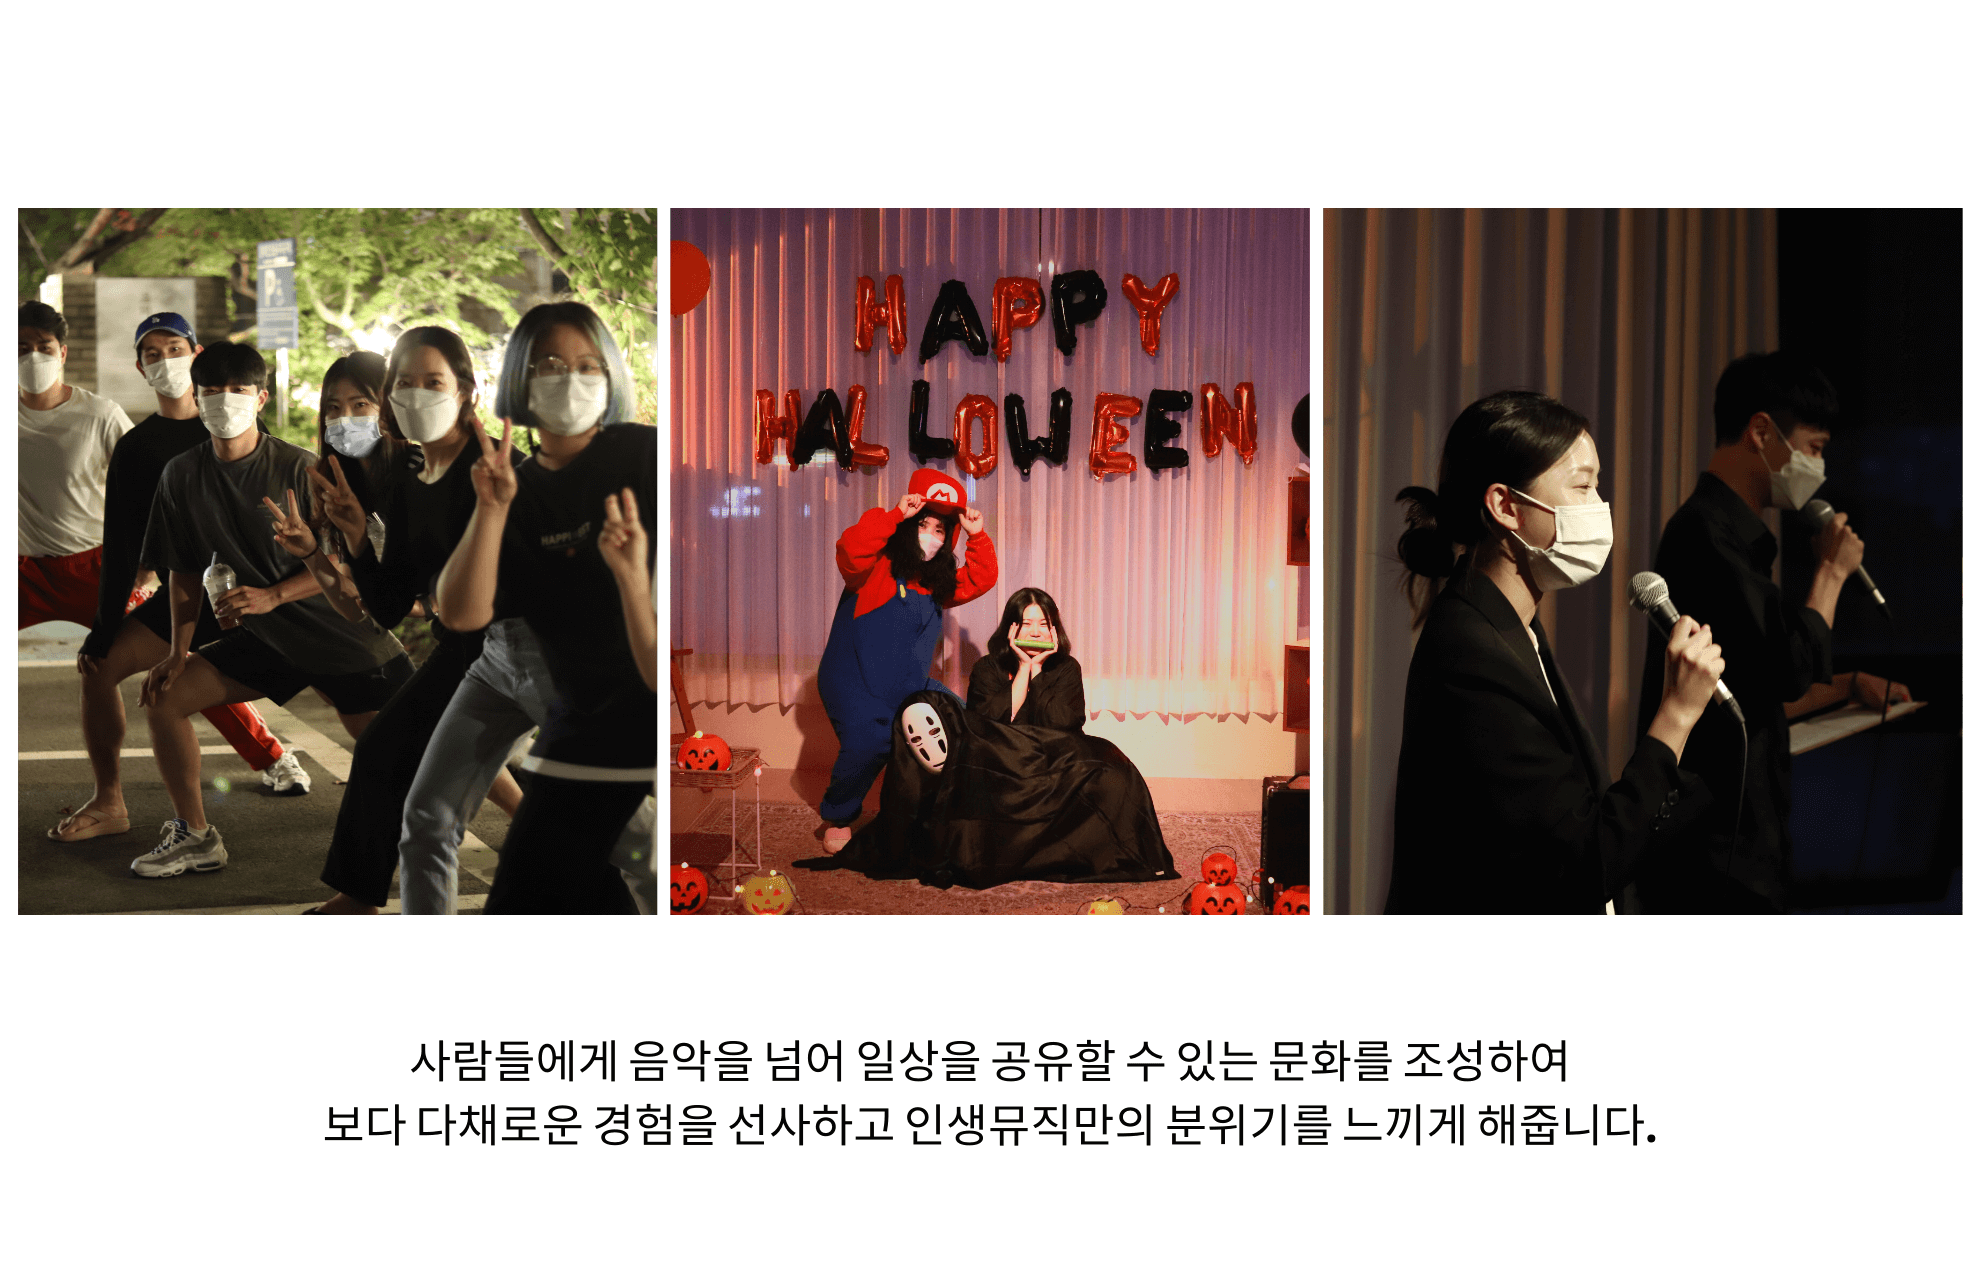 HAPPY
HALLOWEEN
사람들에게 음악을 넘어 일상을 공유할 수 있는 문화를 조성하여
보다 다채로운 경험을 선사하고 인생뮤직만의 분위기를 느끼게 해줍니다.